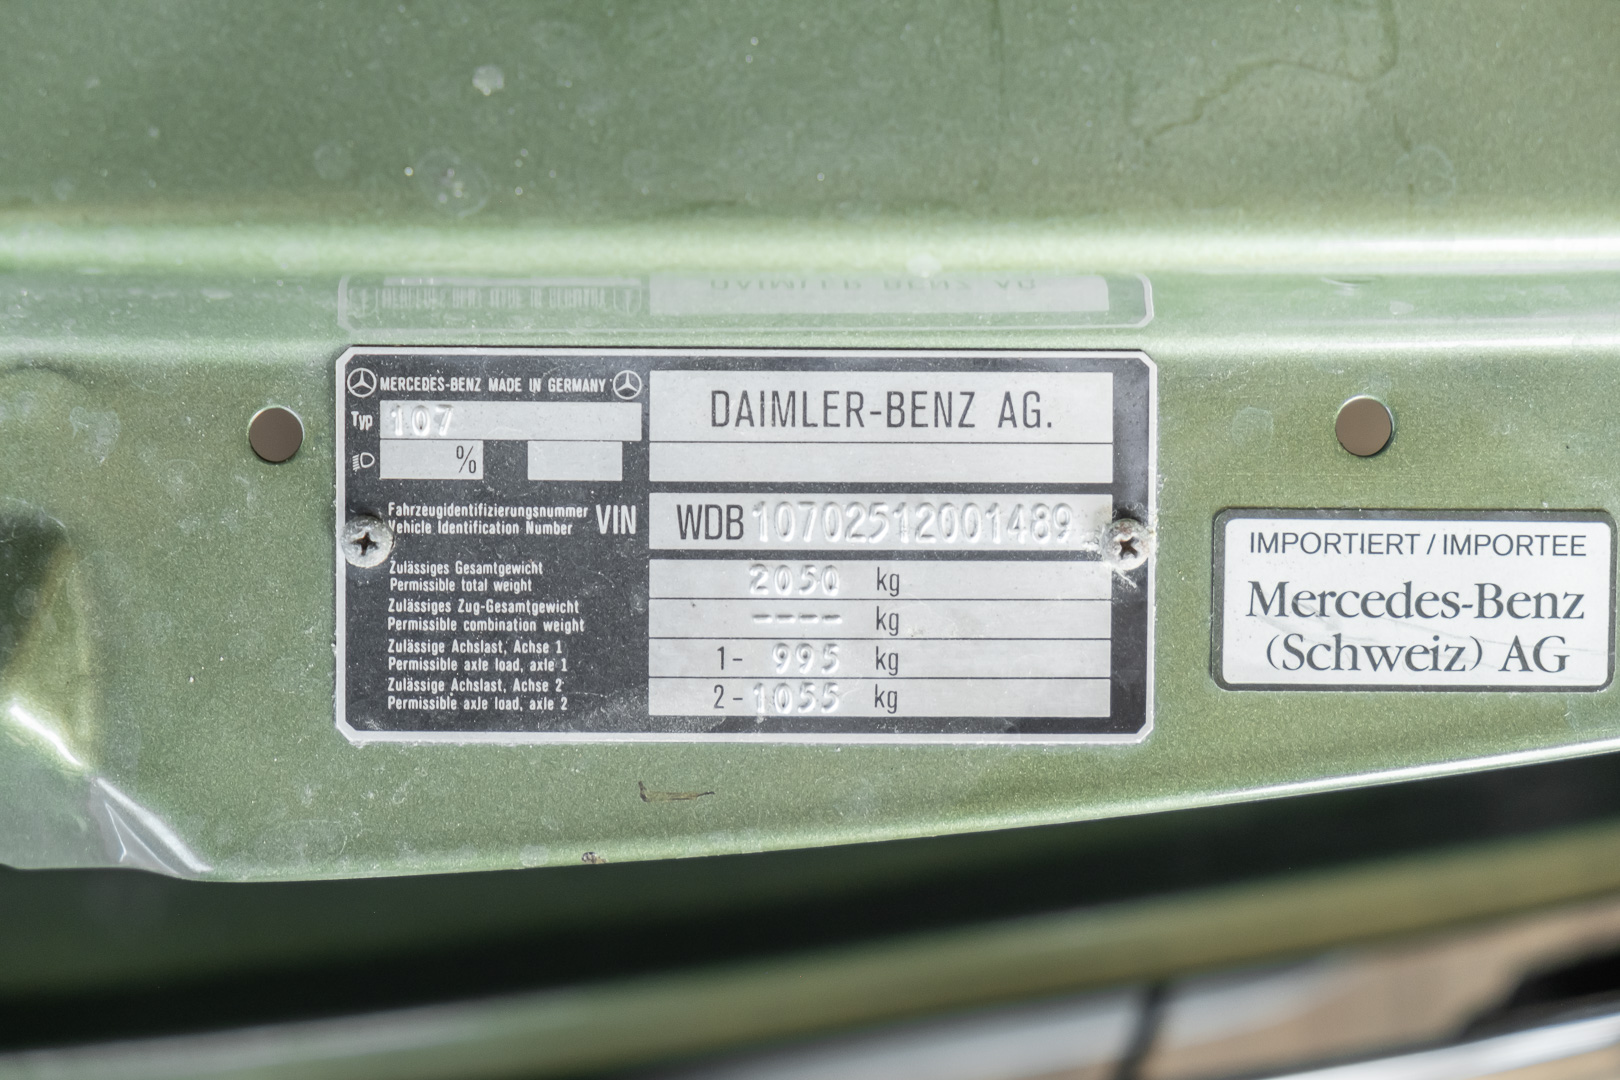 MERCEDES-BENZ MADE IN GERMANY
Typ 107
%
DAIMLER-BENZ AG.
Fahrzeugidentifizierungsnummer
Vehicle Identification Number
VIN
WDB10702512001489
Zulässiges Gesamtgewicht
Permissible total weight
2050 kg
Zulässiges Zug-Gesamtgewicht
Permissible combination weight
---- kg
Zulässige Achslast, Achse 1
Permissible axle load, axle 1
1- 995 kg
Zulässige Achslast, Achse 2
Permissible axle load, axle 2
2-1055 kg
IMPORTIERT / IMPORTEE
Mercedes-Benz
(Schweiz) AG